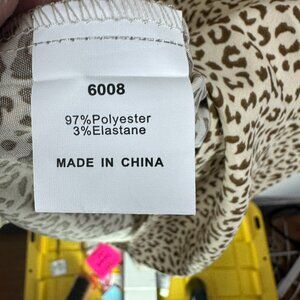 6008
97%Polyester
3%Elastane
MADE IN CHINA